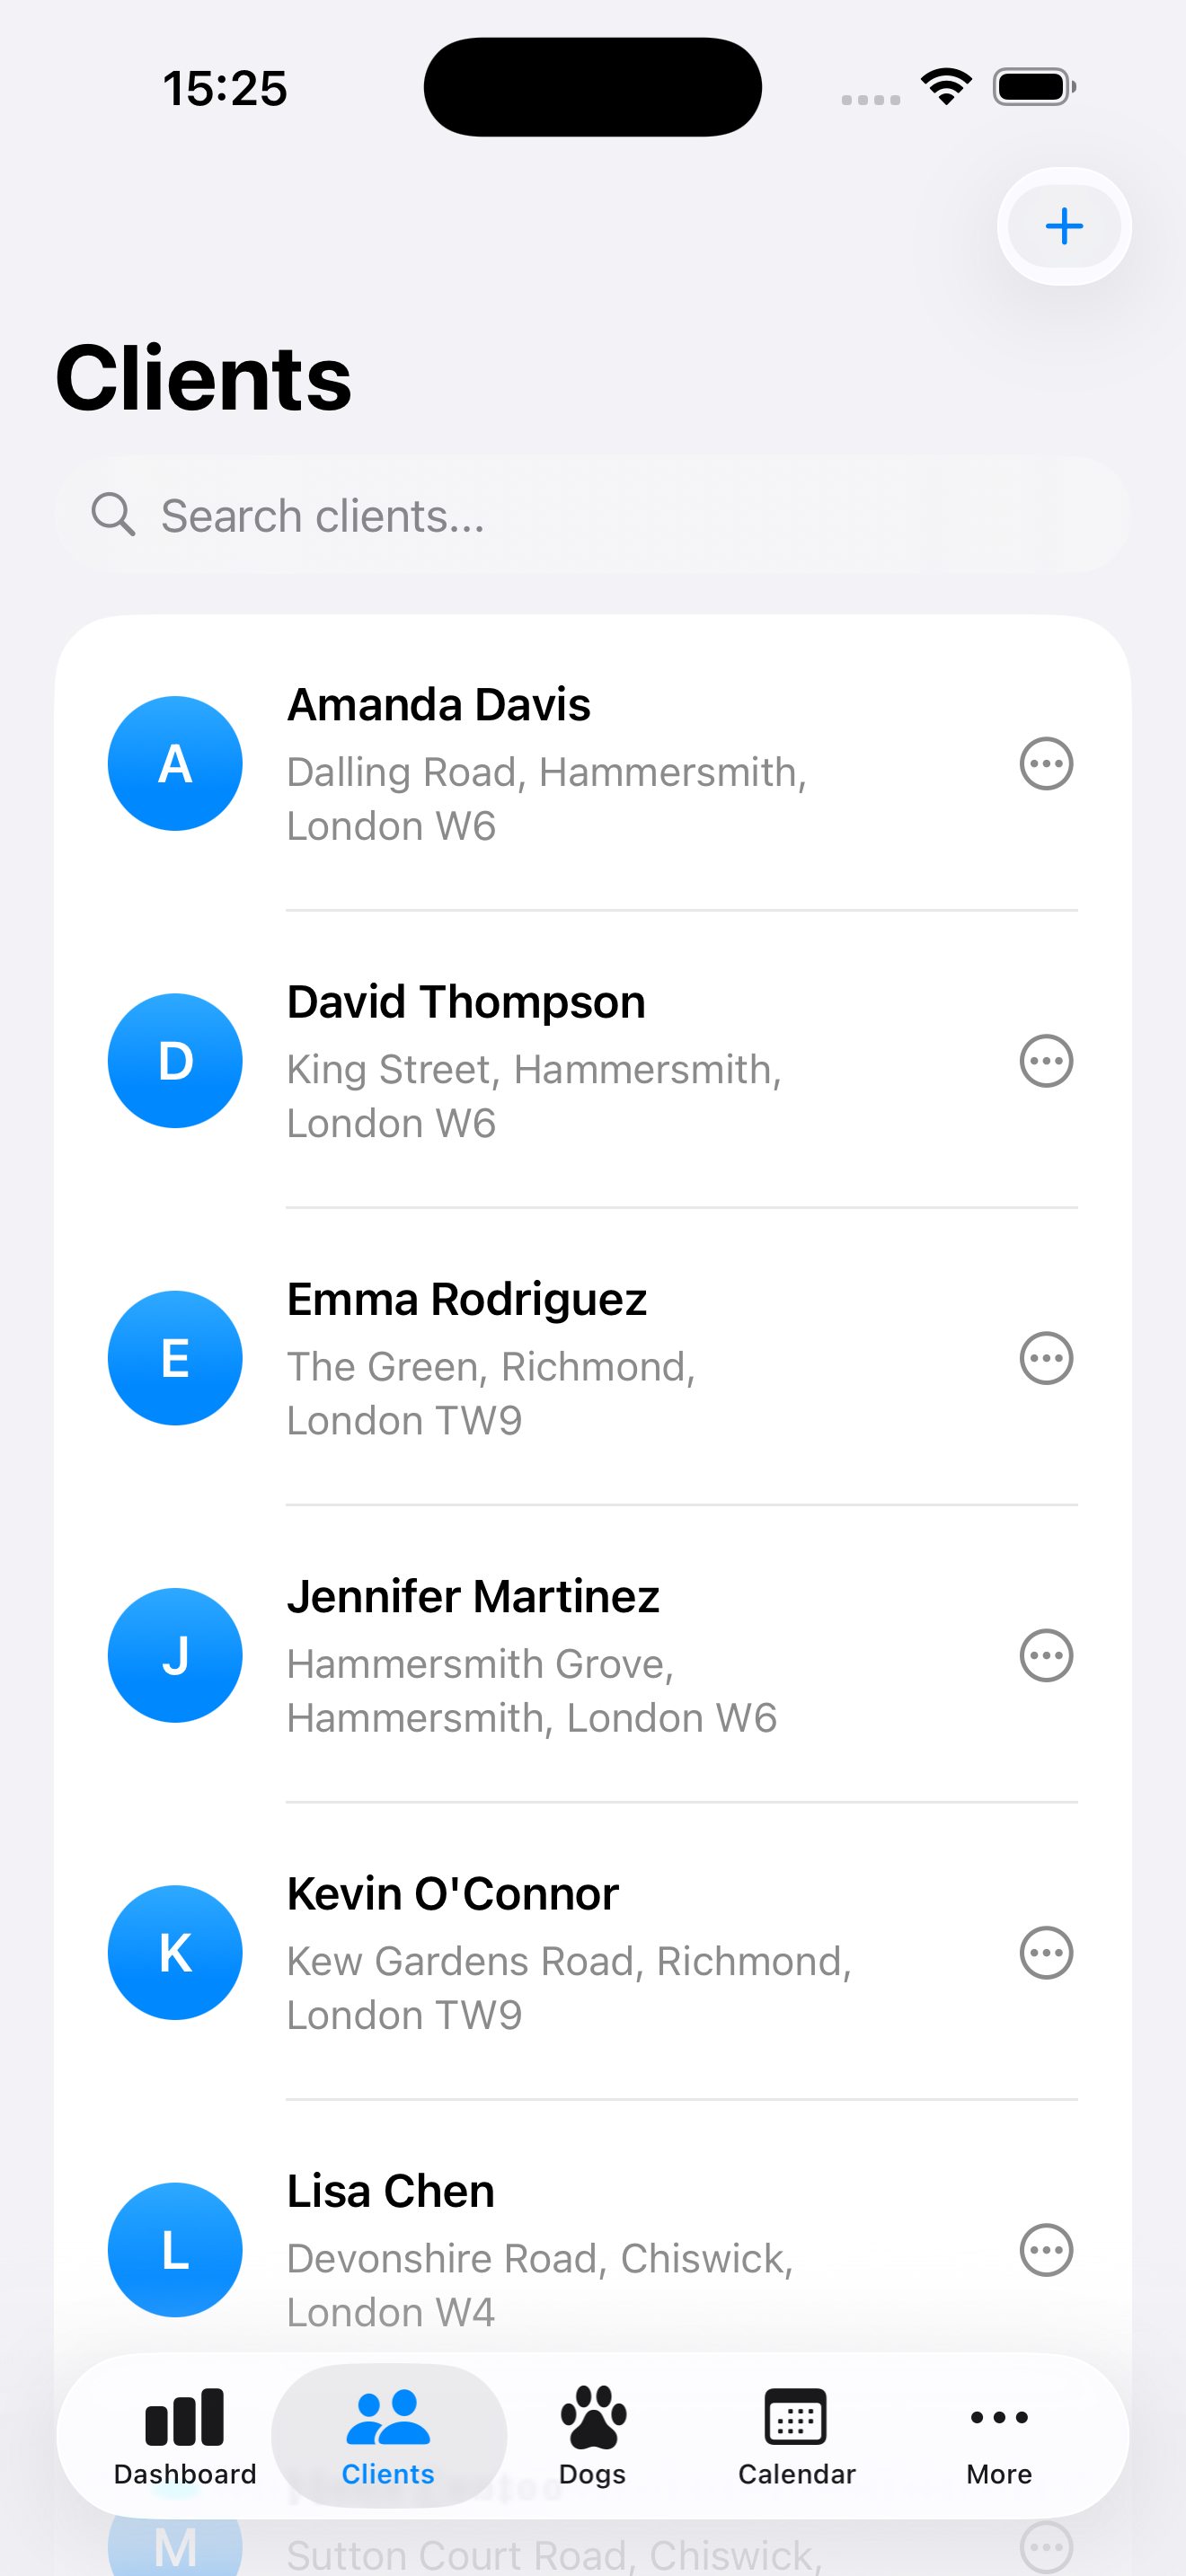 15:25
Clients
Search clients...
A
Amanda Davis
Dalling Road, Hammersmith,
London W6
D
David Thompson
King Street, Hammersmith,
London W6
E
Emma Rodriguez
The Green, Richmond,
London TW9
J
Jennifer Martinez
Hammersmith Grove,
Hammersmith, London W6
K
Kevin O'Connor
Kew Gardens Road, Richmond,
London TW9
L
Lisa Chen
Devonshire Road, Chiswick,
London W4
Dashboard
Clients
Dogs
Calendar
More
M
Sutton Court Road, Chiswick,